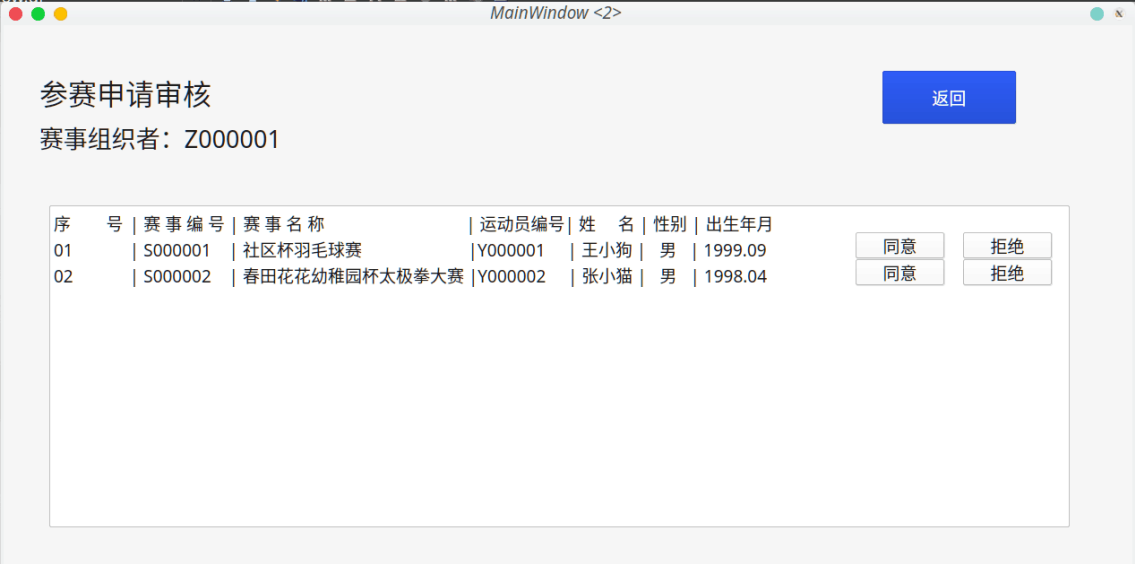 MainWindow <2>
参赛申请审核
返回
赛事组织者：Z000001
序 号 | 赛 事 编 号 | 赛 事 名 称 | 运动员编号| 姓 名 | 性别 | 出生年月
01 | S000001 | 社区杯羽毛球赛 |Y000001 | 王小狗 | 男 | 1999.09 同意 拒绝
02 | S000002 | 春田花花幼稚园杯太极拳大赛 |Y000002 | 张小猫 | 男 | 1998.04 同意 拒绝